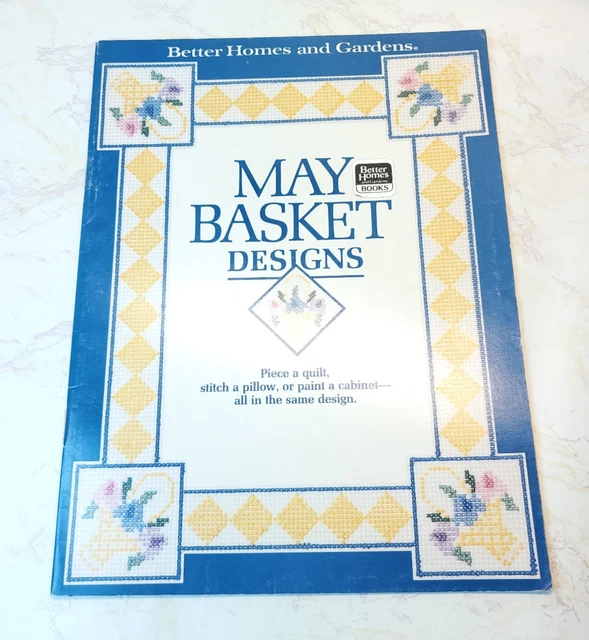 Better Homes and Gardens®
MAY
BASKET
DESIGNS
Better
Homes
and Gardens
BOOKS
Piece a quilt,
stitch a pillow, or paint a cabinet—
all in the same design.